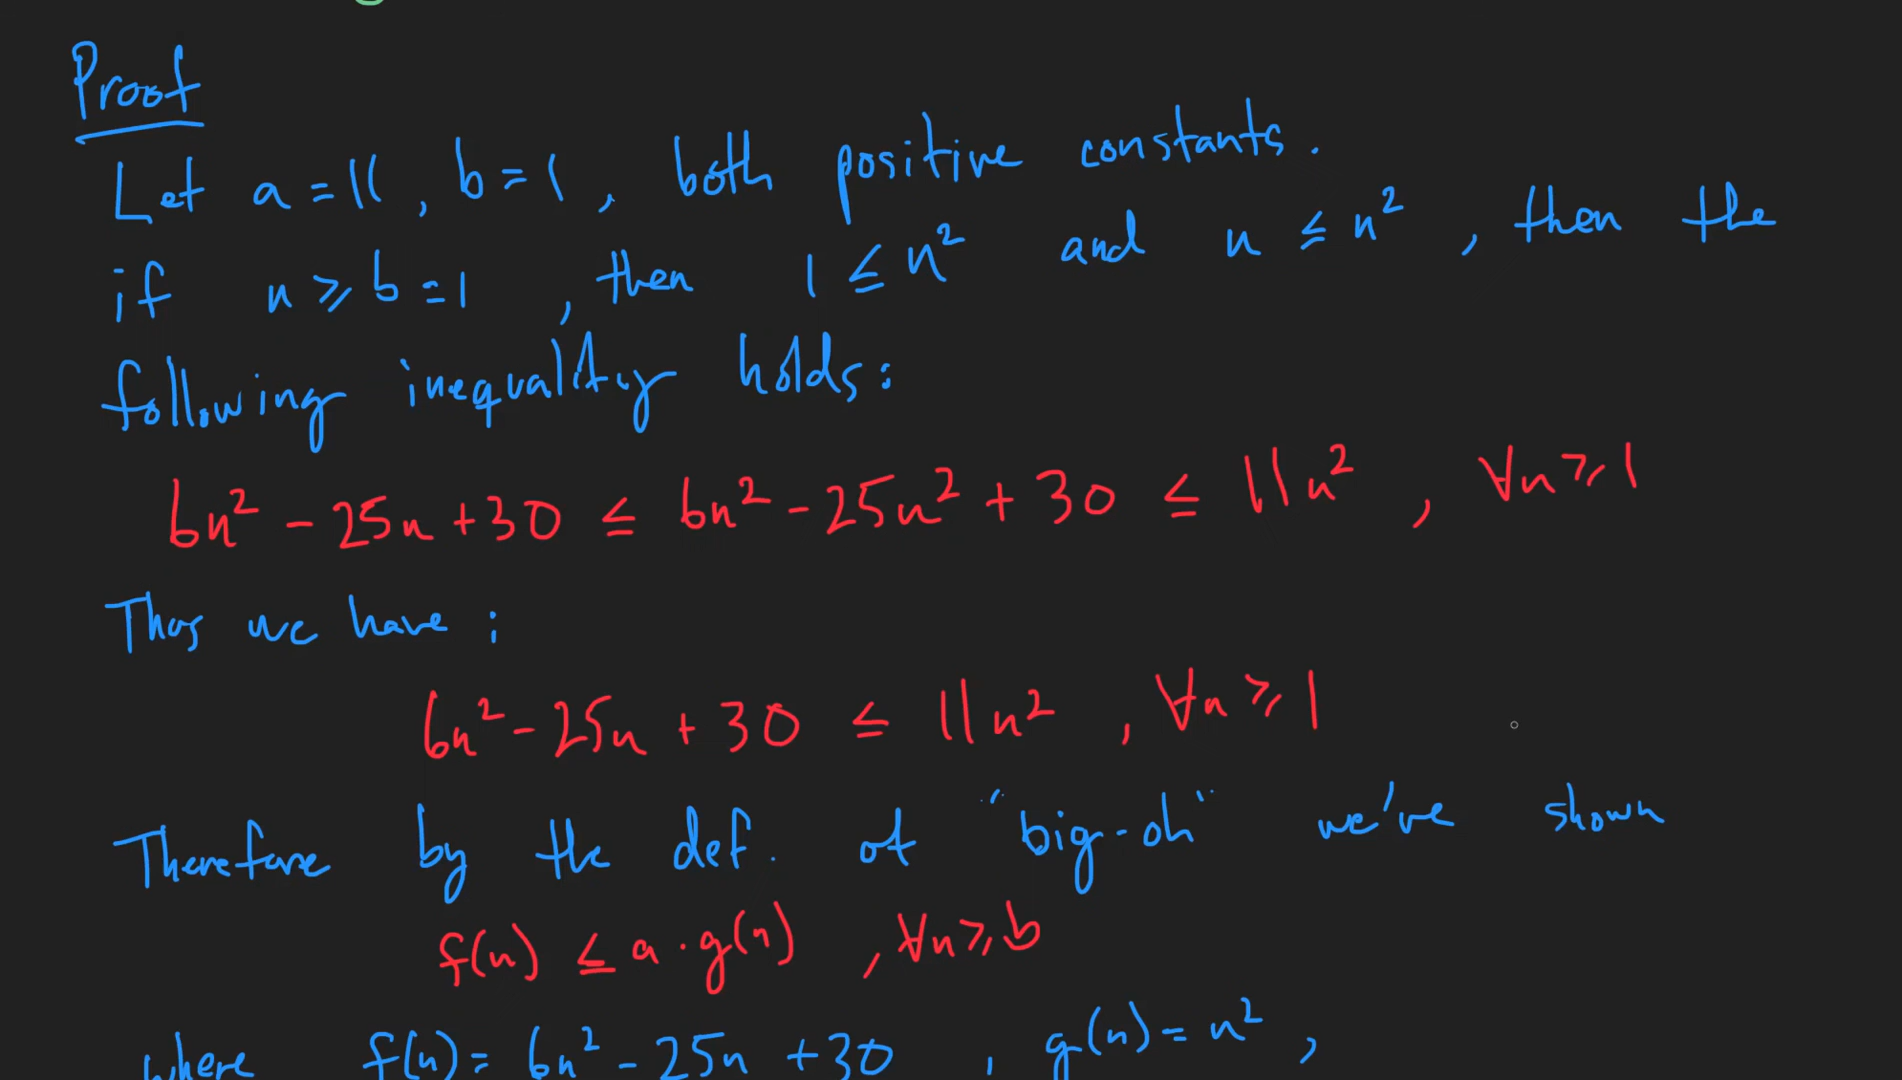 Proof
Let a = 11, b = 1, both positive constants.
if n ≥ b = 1, then 1 ≤ n² and n ≤ n², then the
following inequality holds:
6n² - 25n + 30 ≤ 6n² - 25n² + 30 ≤ 11n², ∀n ≥ 1
Thus we have:
6n² - 25n + 30 ≤ 11n², ∀n ≥ 1
Therefore by the def. of "big-oh" we've shown
f(n) ≤ a · g(n), ∀n ≥ b
where f(n) = 6n² - 25n + 30, g(n) = n²,